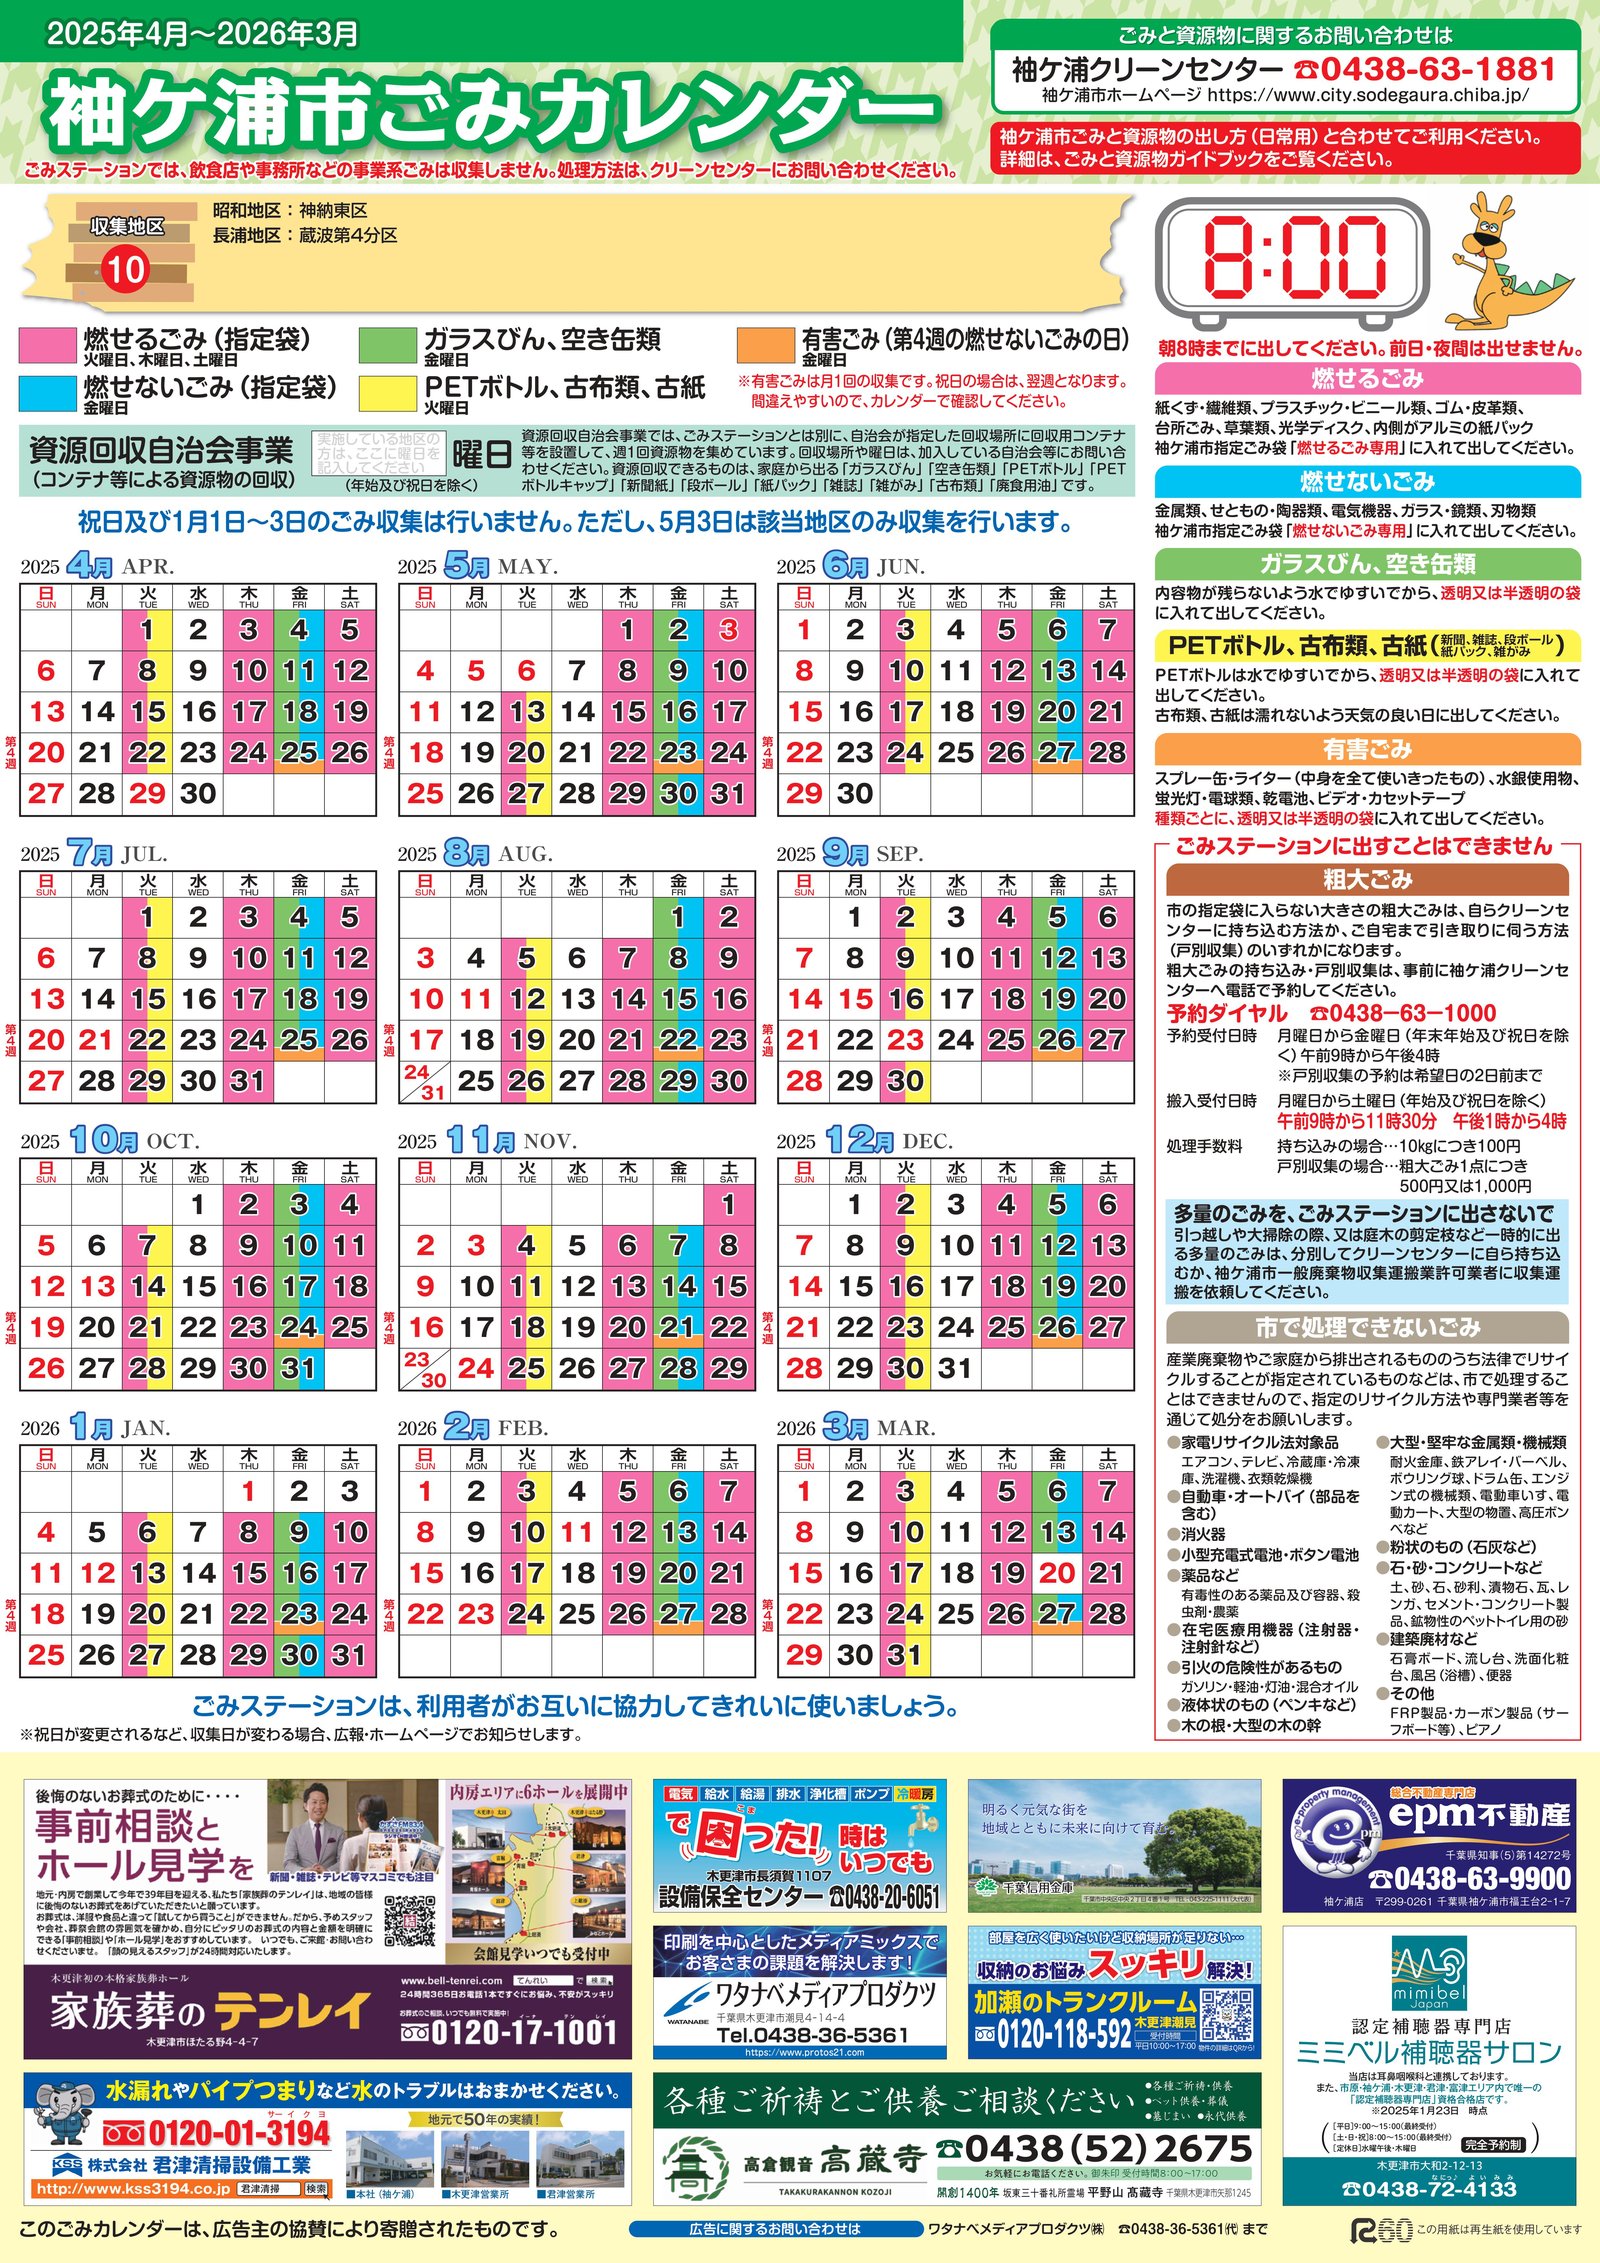 2025年4月〜2026年3月
袖ケ浦市ごみカレンダー
ごみステーションでは、飲食店や事務所などの事業系ごみは収集しません。処理方法は、クリーンセンターにお問い合わせください。
ごみと資源物に関するお問い合わせは
袖ケ浦クリーンセンター ☎0438-63-1881
袖ケ浦市ホームページ https://www.city.sodegaura.chiba.jp/
袖ケ浦市ごみと資源物の出し方（日常用）と合わせてご利用ください。
詳細は、ごみと資源物ガイドブックをご覧ください。
収集地区
10
昭和地区：神納東区
長浦地区：蔵波第4分区
燃せるごみ（指定袋）
火曜日、木曜日、土曜日
ガラスびん、空き缶類
金曜日
有害ごみ（第4週の燃せないごみの日）
金曜日
燃せないごみ（指定袋）
金曜日
PETボトル、古布類、古紙
火曜日
※有害ごみは月1回の収集です。祝日の場合は、翌週となります。
間違えやすいので、カレンダーで確認してください。
資源回収自治会事業
（コンテナ等による資源物の回収）
実施している地区の
方は、ここに曜日を
記入してください
曜日
（年始及び祝日を除く）
資源回収自治会事業では、ごみステーションとは別に、自治会が指定した回収場所に回収用コンテナ
等を設置して、週1回資源物を集めています。回収場所や曜日は、加入している自治会等にお問い合
わせください。資源回収できるものは、家庭から出る「ガラスびん」「空き缶類」「PETボトル」「PET
ボトルキャップ」「新聞紙」「段ボール」「紙パック」「雑誌」「雑がみ」「古布類」「廃食用油」です。
祝日及び1月1日〜3日のごみ収集は行いません。ただし、5月3日は該当地区のみ収集を行います。
2025 4月 APR.
日 月 火 水 木 金 土
SUN MON TUE WED THU FRI SAT
1 2 3 4 5
6 7 8 9 10 11 12
13 14 15 16 17 18 19
第4週 20 21 22 23 24 25 26
27 28 29 30
2025 5月 MAY.
日 月 火 水 木 金 土
SUN MON TUE WED THU FRI SAT
1 2 3
4 5 6 7 8 9 10
11 12 13 14 15 16 17
第4週 18 19 20 21 22 23 24
25 26 27 28 29 30 31
2025 6月 JUN.
日 月 火 水 木 金 土
SUN MON TUE WED THU FRI SAT
1 2 3 4 5 6 7
8 9 10 11 12 13 14
15 16 17 18 19 20 21
第4週 22 23 24 25 26 27 28
29 30
2025 7月 JUL.
日 月 火 水 木 金 土
SUN MON TUE WED THU FRI SAT
1 2 3 4 5
6 7 8 9 10 11 12
13 14 15 16 17 18 19
第4週 20 21 22 23 24 25 26
27 28 29 30 31
2025 8月 AUG.
日 月 火 水 木 金 土
SUN MON TUE WED THU FRI SAT
1 2
3 4 5 6 7 8 9
10 11 12 13 14 15 16
第4週 17 18 19 20 21 22 23
24/31 25 26 27 28 29 30
2025 9月 SEP.
日 月 火 水 木 金 土
SUN MON TUE WED THU FRI SAT
1 2 3 4 5 6
7 8 9 10 11 12 13
14 15 16 17 18 19 20
第4週 21 22 23 24 25 26 27
28 29 30
2025 10月 OCT.
日 月 火 水 木 金 土
SUN MON TUE WED THU FRI SAT
1 2 3 4
5 6 7 8 9 10 11
12 13 14 15 16 17 18
第4週 19 20 21 22 23 24 25
26 27 28 29 30 31
2025 11月 NOV.
日 月 火 水 木 金 土
SUN MON TUE WED THU FRI SAT
1
2 3 4 5 6 7 8
9 10 11 12 13 14 15
第4週 16 17 18 19 20 21 22
23/30 24 25 26 27 28 29
2025 12月 DEC.
日 月 火 水 木 金 土
SUN MON TUE WED THU FRI SAT
1 2 3 4 5 6
7 8 9 10 11 12 13
14 15 16 17 18 19 20
第4週 21 22 23 24 25 26 27
28 29 30 31
2026 1月 JAN.
日 月 火 水 木 金 土
SUN MON TUE WED THU FRI SAT
1 2 3
4 5 6 7 8 9 10
11 12 13 14 15 16 17
第4週 18 19 20 21 22 23 24
25 26 27 28 29 30 31
2026 2月 FEB.
日 月 火 水 木 金 土
SUN MON TUE WED THU FRI SAT
1 2 3 4 5 6 7
8 9 10 11 12 13 14
15 16 17 18 19 20 21
第4週 22 23 24 25 26 27 28
2026 3月 MAR.
日 月 火 水 木 金 土
SUN MON TUE WED THU FRI SAT
1 2 3 4 5 6 7
8 9 10 11 12 13 14
15 16 17 18 19 20 21
第4週 22 23 24 25 26 27 28
29 30 31
ごみステーションは、利用者がお互いに協力してきれいに使いましょう。
※祝日が変更されるなど、収集日が変わる場合、広報・ホームページでお知らせします。
8:00
朝8時までに出してください。前日・夜間は出せません。
燃せるごみ
紙くず・繊維類、プラスチック・ビニール類、ゴム・皮革類、
台所ごみ、草葉類、光学ディスク、内側がアルミの紙パック
袖ケ浦市指定ごみ袋「燃せるごみ専用」に入れて出してください。
燃せないごみ
金属類、せともの・陶器類、電気機器、ガラス・鏡類、刃物類
袖ケ浦市指定ごみ袋「燃せないごみ専用」に入れて出してください。
ガラスびん、空き缶類
内容物が残らないよう水でゆすいでから、透明又は半透明の袋
に入れて出してください。
PETボトル、古布類、古紙（新聞、雑誌、段ボール 紙パック、雑がみ）
PETボトルは水でゆすいでから、透明又は半透明の袋に入れて
出してください。
古布類、古紙は濡れないよう天気の良い日に出してください。
有害ごみ
スプレー缶・ライター（中身を全て使いきったもの）、水銀使用物、
蛍光灯・電球類、乾電池、ビデオ・カセットテープ
種類ごとに、透明又は半透明の袋に入れて出してください。
ごみステーションに出すことはできません
粗大ごみ
市の指定袋に入らない大きさの粗大ごみは、自らクリーンセ
ンターに持ち込む方法か、ご自宅まで引き取りに伺う方法
（戸別収集）のいずれかになります。
粗大ごみの持ち込み・戸別収集は、事前に袖ケ浦クリーンセ
ンターへ電話で予約してください。
予約ダイヤル ☎0438−63−1000
予約受付日時 月曜日から金曜日（年末年始及び祝日を除
く）午前9時から午後4時
※戸別収集の予約は希望日の2日前まで
搬入受付日時 月曜日から土曜日（年始及び祝日を除く）
午前9時から11時30分 午後1時から4時
処理手数料 持ち込みの場合…10kgにつき100円
戸別収集の場合…粗大ごみ1点につき
500円又は1,000円
多量のごみを、ごみステーションに出さないで
引っ越しや大掃除の際、又は庭木の剪定枝など一時的に出
る多量のごみは、分別してクリーンセンターに自ら持ち込
むか、袖ケ浦市一般廃棄物収集運搬業許可業者に収集運
搬を依頼してください。
市で処理できないごみ
産業廃棄物やご家庭から排出されるもののうち法律でリサイ
クルすることが指定されているものなどは、市で処理するこ
とはできませんので、指定のリサイクル方法や専門業者等を
通じて処分をお願いします。
●家電リサイクル法対象品
エアコン、テレビ、冷蔵庫・冷凍
庫、洗濯機、衣類乾燥機
●自動車・オートバイ（部品を
含む）
●消火器
●小型充電式電池・ボタン電池
●薬品など
有毒性のある薬品及び容器、殺
虫剤・農薬
●在宅医療用機器（注射器・
注射針など）
●引火の危険性があるもの
ガソリン・軽油・灯油・混合オイル
●液体状のもの（ペンキなど）
●木の根・大型の木の幹
●大型・堅牢な金属類・機械類
耐火金庫、鉄アレイ・バーベル、
ボウリング球、ドラム缶、エンジ
ン式の機械類、電動車いす、電
動カート、大型の物置、高圧ボン
ベなど
●粉状のもの（石灰など）
●石・砂・コンクリートなど
土、砂、石、砂利、漬物石、瓦、レ
ンガ、セメント・コンクリート製
品、鉱物性のペットトイレ用の砂
●建築廃材など
石膏ボード、流し台、洗面化粧
台、風呂（浴槽）、便器
●その他
FRP製品・カーボン製品（サー
フボード等）、ピアノ
後悔のないお葬式のために・・・・
事前相談と
ホール見学を
かずさFM83.4
新聞・雑誌・テレビ等マスコミでも注目
地元・内房で創業して今年で39年目を迎える、私たち「家族葬のテンレイ」は、地域の皆様
に後悔のないお葬式をあげていただきたいと願っています。
お葬式は、洋服や食品と違って「試してから買うこと」ができません。だから、予めスタッフ
や会社、葬祭会館の雰囲気を確かめ、自分にピッタリのお葬式の内容と金額を明確に
できる「事前相談」や「ホール見学」をおすすめしています。 いつでも、ご来館・お問い合わ
せくださいませ。 「顔の見えるスタッフ」が24時間対応いたします。
内房エリアに6ホールを展開中
会館見学いつでも受付中
木更津初の本格家族葬ホール
家族葬のテンレイ
木更津市ほたる野4-4-7
www.bell-tenrei.com てんれい で 検索
24時間365日お電話1本ですぐにお悩み、不安がスッキリ
お葬式のご相談、いつでも無料で実施中!
0120-17-1001
電気 給水 給湯 排水 浄化槽 ポンプ 冷暖房
で困った! 時は
いつでも
木更津市長須賀1107
設備保全センター ☎0438-20-6051
明るく元気な街を
地域とともに未来に向けて育む。
千葉信用金庫
千葉市中央区中央2丁目4番1号 TEL：043-225-1111(大代表)
総合不動産専門店
epm不動産
千葉県知事(5)第14272号
☎0438-63-9900
袖ケ浦店 〒299-0261 千葉県袖ケ浦市福王台2-1-7
印刷を中心としたメディアミックスで
お客さまの課題を解決します！
WATANABE
ワタナベメディアプロダクツ
千葉県木更津市潮見4-14-4
Tel.0438-36-5361
https://www.protos21.com
部屋を広く使いたいけど収納場所が足りない…
収納のお悩みスッキリ解決!
加瀬のトランクルーム
0120-118-592
木更津潮見
受付時間
平日10:00〜17:00 物件の詳細はQRから!
mimibel
Japan
認定補聴器専門店
ミミベル補聴器サロン
当店は耳鼻咽喉科と連携しております。
また、市原・袖ケ浦・木更津・君津・富津エリア内で唯一の
「認定補聴器専門店」資格合格店です。
※2025年1月23日 時点
[平日]9:00〜15:00(最終受付)
[土・日・祝]8:00〜15:00(最終受付)
[定休日]水曜午後・木曜日
完全予約制
木更津市大和2-12-13
☎0438-72-4133
水漏れやパイプつまりなど水のトラブルはおまかせください。
サーイクヨ
0120-01-3194
KSS 株式会社 君津清掃設備工業
http://www.kss3194.co.jp 君津清掃 検索
地元で50年の実績！
■本社（袖ケ浦） ■木更津営業所 ■君津営業所
各種ご祈祷とご供養ご相談ください
●各種ご祈祷・供養
●ペット供養・葬儀
●墓じまい ●永代供養
高倉観音 高蔵寺
TAKAKURAKANNON KOZOJI
☎0438(52)2675
お気軽にお電話ください。御朱印 受付時間8:00〜17:00
開創1400年 坂東三十番札所霊場 平野山 高蔵寺 千葉県木更津市矢那1245
このごみカレンダーは、広告主の協賛により寄贈されたものです。
広告に関するお問い合わせは
ワタナベメディアプロダクツ㈱ ☎0438-36-5361㈹ まで
R60 この用紙は再生紙を使用しています